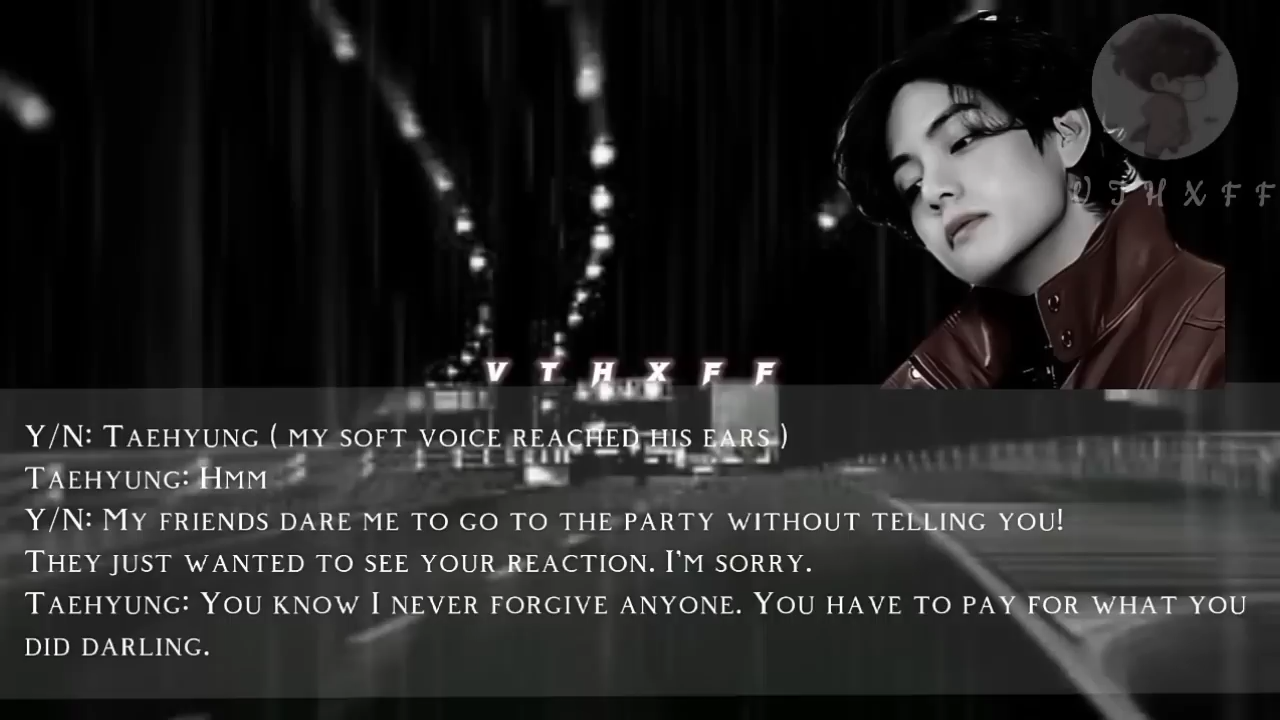 VTHXFF
VTHXFF
Y/N: Taehyung ( my soft voice reached his ears )
Taehyung: Hmm
Y/N: My friends dare me to go to the party without telling you!
They just wanted to see your reaction. I'm sorry.
Taehyung: You know I never forgive anyone. You have to pay for what you
did darling.